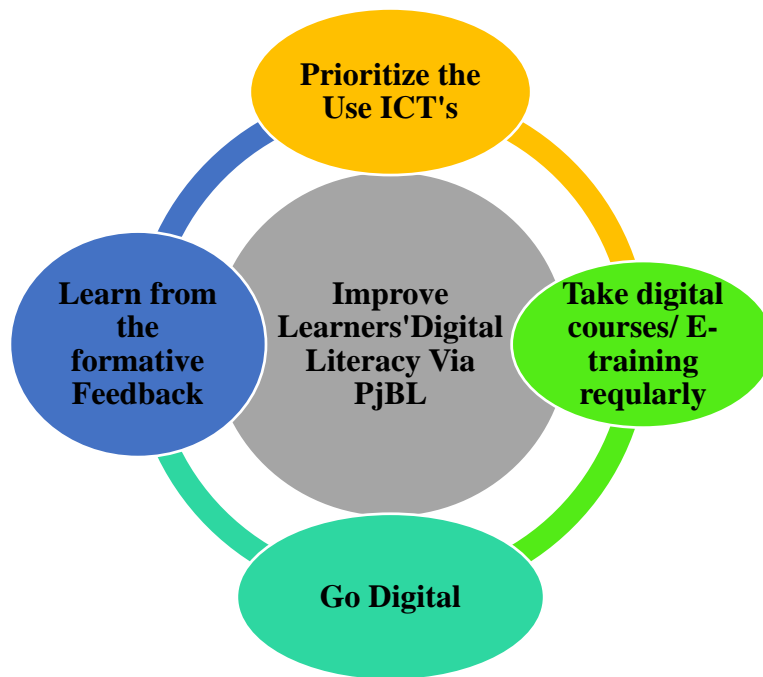 Prioritize the
Use ICT's
Learn from
the
formative
Feedback
Improve
Learners'Digital
Literacy Via
PjBL
Take digital
courses/ E-
training
reqularly
Go Digital